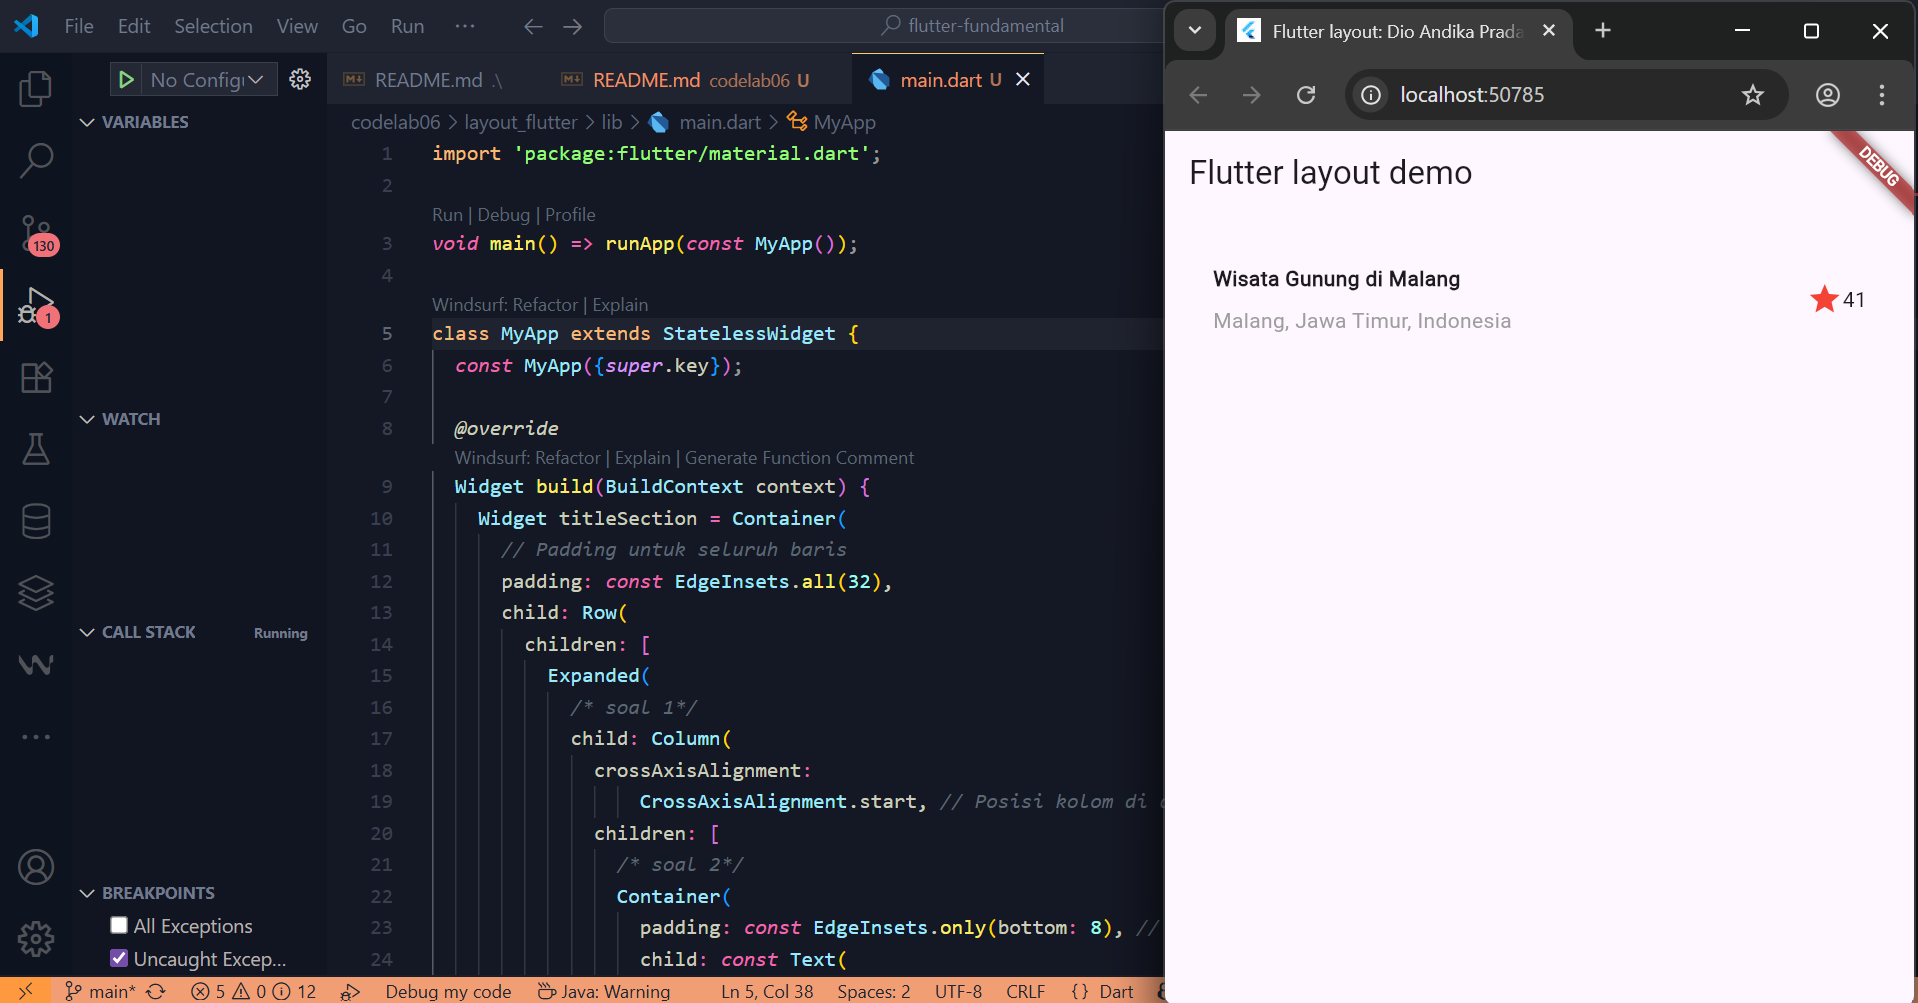 File Edit Selection View Go Run ··· flutter-fundamental
No Config
README.md .\ README.md codelab06 U main.dart U
codelab06 > layout_flutter > lib > main.dart > MyApp
VARIABLES
WATCH
CALL STACK Running
BREAKPOINTS
All Exceptions
Uncaught Excep...
130
1
1 import 'package:flutter/material.dart';
2
Run | Debug | Profile
3 void main() => runApp(const MyApp());
4
Windsurf: Refactor | Explain
5 class MyApp extends StatelessWidget {
6 const MyApp({super.key});
7
8 @override
Windsurf: Refactor | Explain | Generate Function Comment
9 Widget build(BuildContext context) {
10 Widget titleSection = Container(
11 // Padding untuk seluruh baris
12 padding: const EdgeInsets.all(32),
13 child: Row(
14 children: [
15 Expanded(
16 /* soal 1*/
17 child: Column(
18 crossAxisAlignment:
19 CrossAxisAlignment.start, // Posisi kolom di
20 children: [
21 /* soal 2*/
22 Container(
23 padding: const EdgeInsets.only(bottom: 8), //
24 child: const Text(
main* 5 0 12 Debug my code Java: Warning Ln 5, Col 38 Spaces: 2 UTF-8 CRLF {} Dart
Flutter layout: Dio Andika Prada
localhost:50785
Flutter layout demo
DEBUG
Wisata Gunung di Malang
41
Malang, Jawa Timur, Indonesia